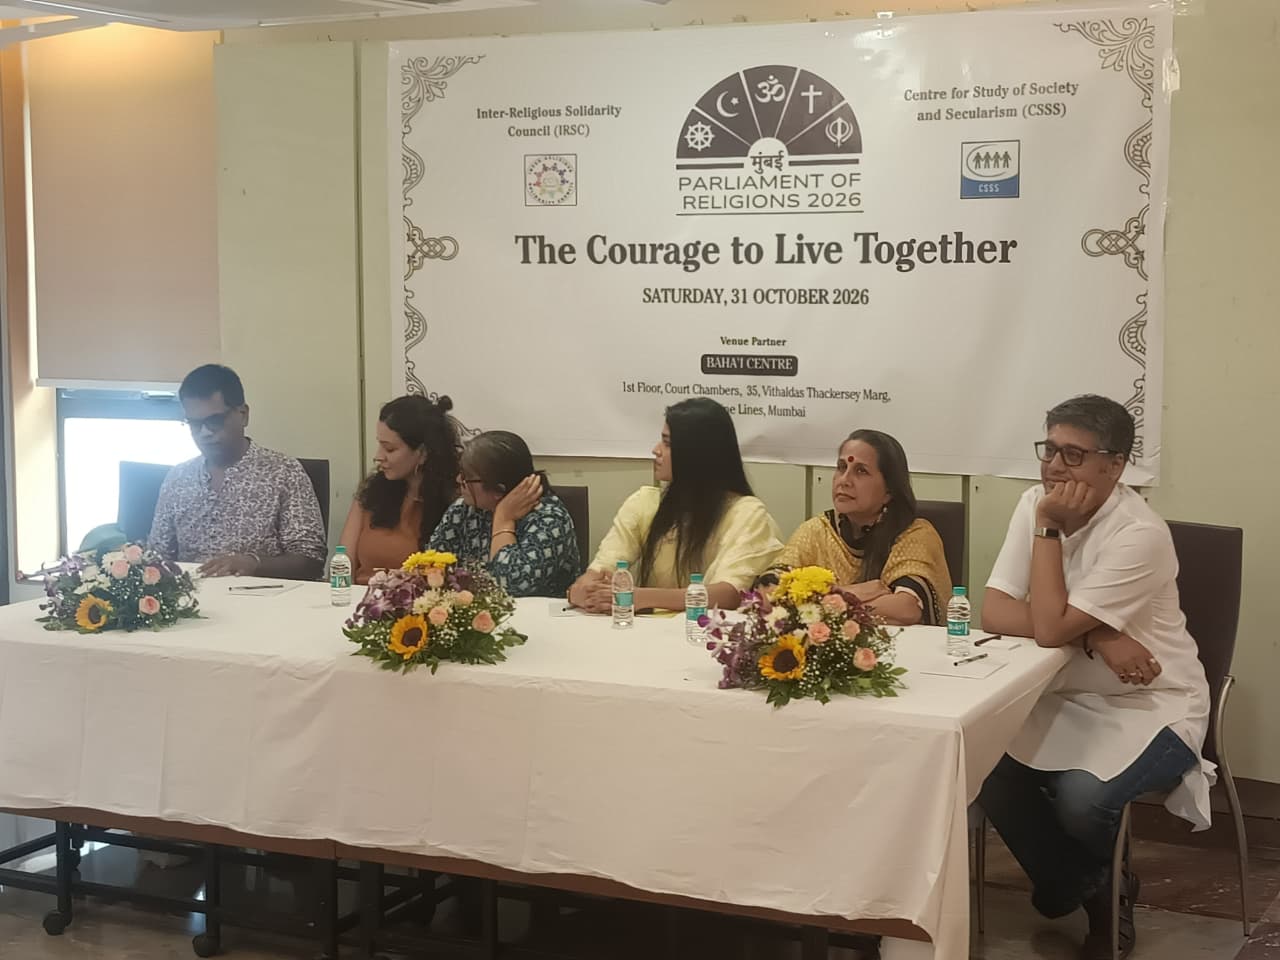 Inter-Religious Solidarity
Council (IRSC)
Centre for Study of Society
and Secularism (CSSS)
CSSS
ॐ
मुंबई
PARLIAMENT OF
RELIGIONS 2026
The Courage to Live Together
SATURDAY, 31 OCTOBER 2026
Venue Partner
BAHA'I CENTRE
1st Floor, Court Chambers, 35, Vithaldas Thackersey Marg,
Lines, Mumbai